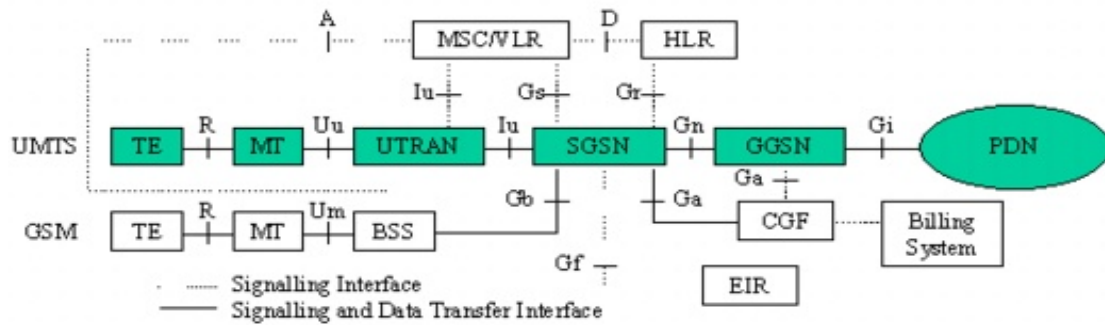 A
D
MSC/VLR
HLR
Iu
Gs
Gr
UMTS
TE
R
MT
Uu
UTRAN
Iu
SGSN
Gn
GGSN
Gi
PDN
Gb
Ga
Ga
GSM
TE
R
MT
Um
BSS
CGF
Billing
System
Gf
EIR
Signalling Interface
Signalling and Data Transfer Interface